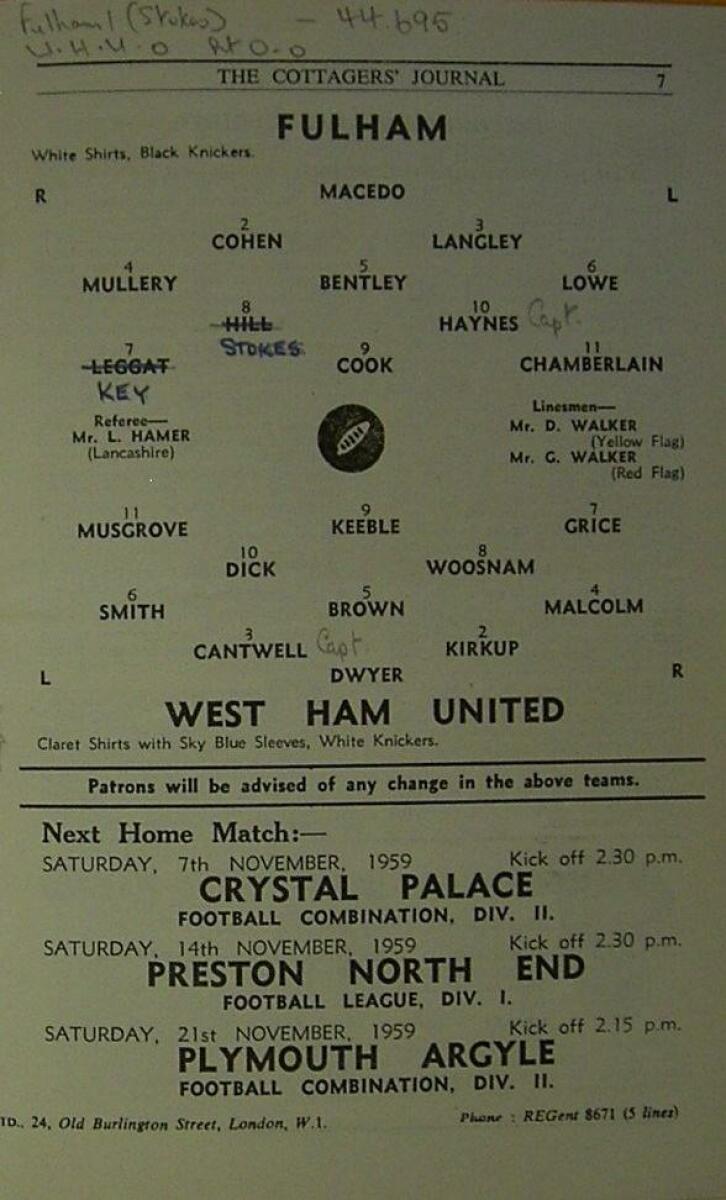 Fulham 1 (Stokes) - 44.695
W.H.U. 0 Ht 0.0
THE COTTAGERS' JOURNAL 7
FULHAM
White Shirts, Black Knickers.
R MACEDO L
2 3
COHEN LANGLEY
4 5 6
MULLERY BENTLEY LOWE
8 10
HILL HAYNES Capt.
STOKES
7 9 11
LEGGAT COOK CHAMBERLAIN
KEY
Referee—
Mr. L. HAMER
(Lancashire)
Linesmen—
Mr. D. WALKER
(Yellow Flag)
Mr. G. WALKER
(Red Flag)
11 9 7
MUSGROVE KEEBLE GRICE
10 8
DICK WOOSNAM
6 5 4
SMITH BROWN MALCOLM
3 2
CANTWELL Capt. KIRKUP
L DWYER R
WEST HAM UNITED
Claret Shirts with Sky Blue Sleeves, White Knickers.
Patrons will be advised of any change in the above teams.
Next Home Match:—
SATURDAY, 7th NOVEMBER, 1959 Kick off 2.30 p.m.
CRYSTAL PALACE
FOOTBALL COMBINATION, DIV. II.
SATURDAY, 14th NOVEMBER, 1959 Kick off 2.30 p.m.
PRESTON NORTH END
FOOTBALL LEAGUE, DIV. I.
SATURDAY, 21st NOVEMBER, 1959 Kick off 2.15 p.m.
PLYMOUTH ARGYLE
FOOTBALL COMBINATION, DIV. II.
TD., 24, Old Burlington Street, London, W.1. Phone : REGent 8671 (5 lines)